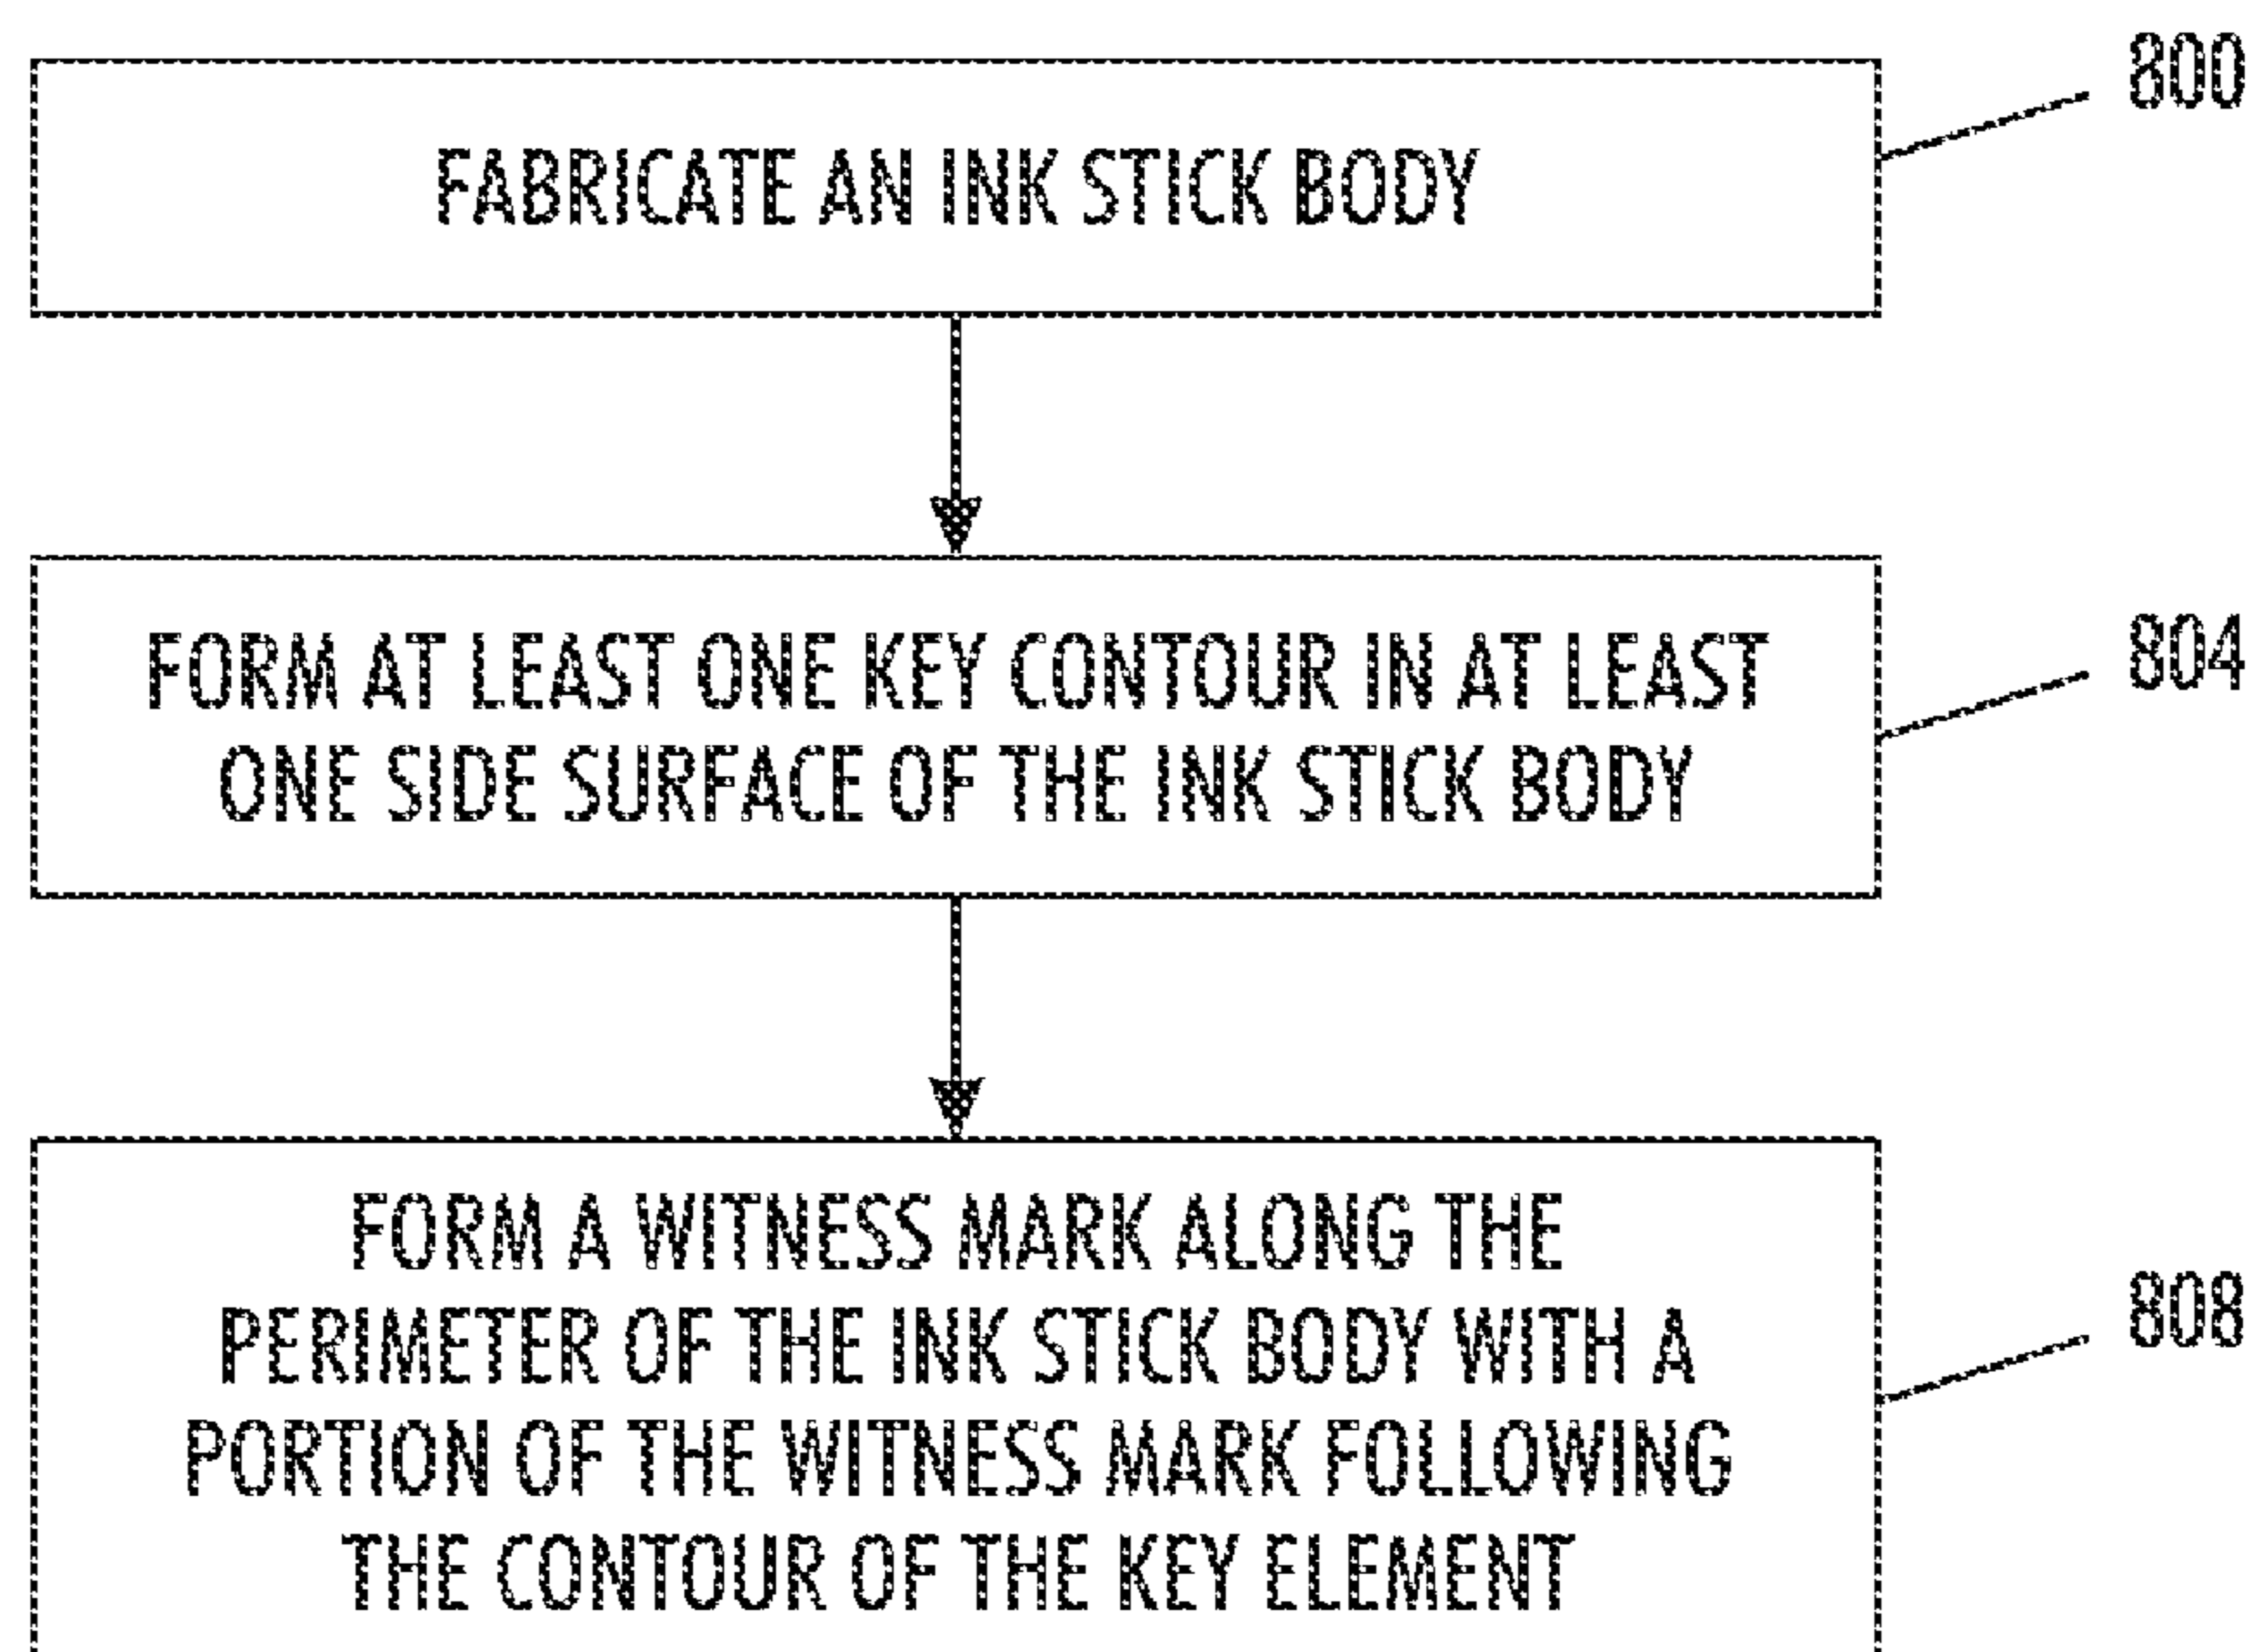 800
FABRICATE AN INK STICK BODY
804
FORM AT LEAST ONE KEY CONTOUR IN AT LEAST
ONE SIDE SURFACE OF THE INK STICK BODY
808
FORM A WITNESS MARK ALONG THE
PERIMETER OF THE INK STICK BODY WITH A
PORTION OF THE WITNESS MARK FOLLOWING
THE CONTOUR OF THE KEY ELEMENT